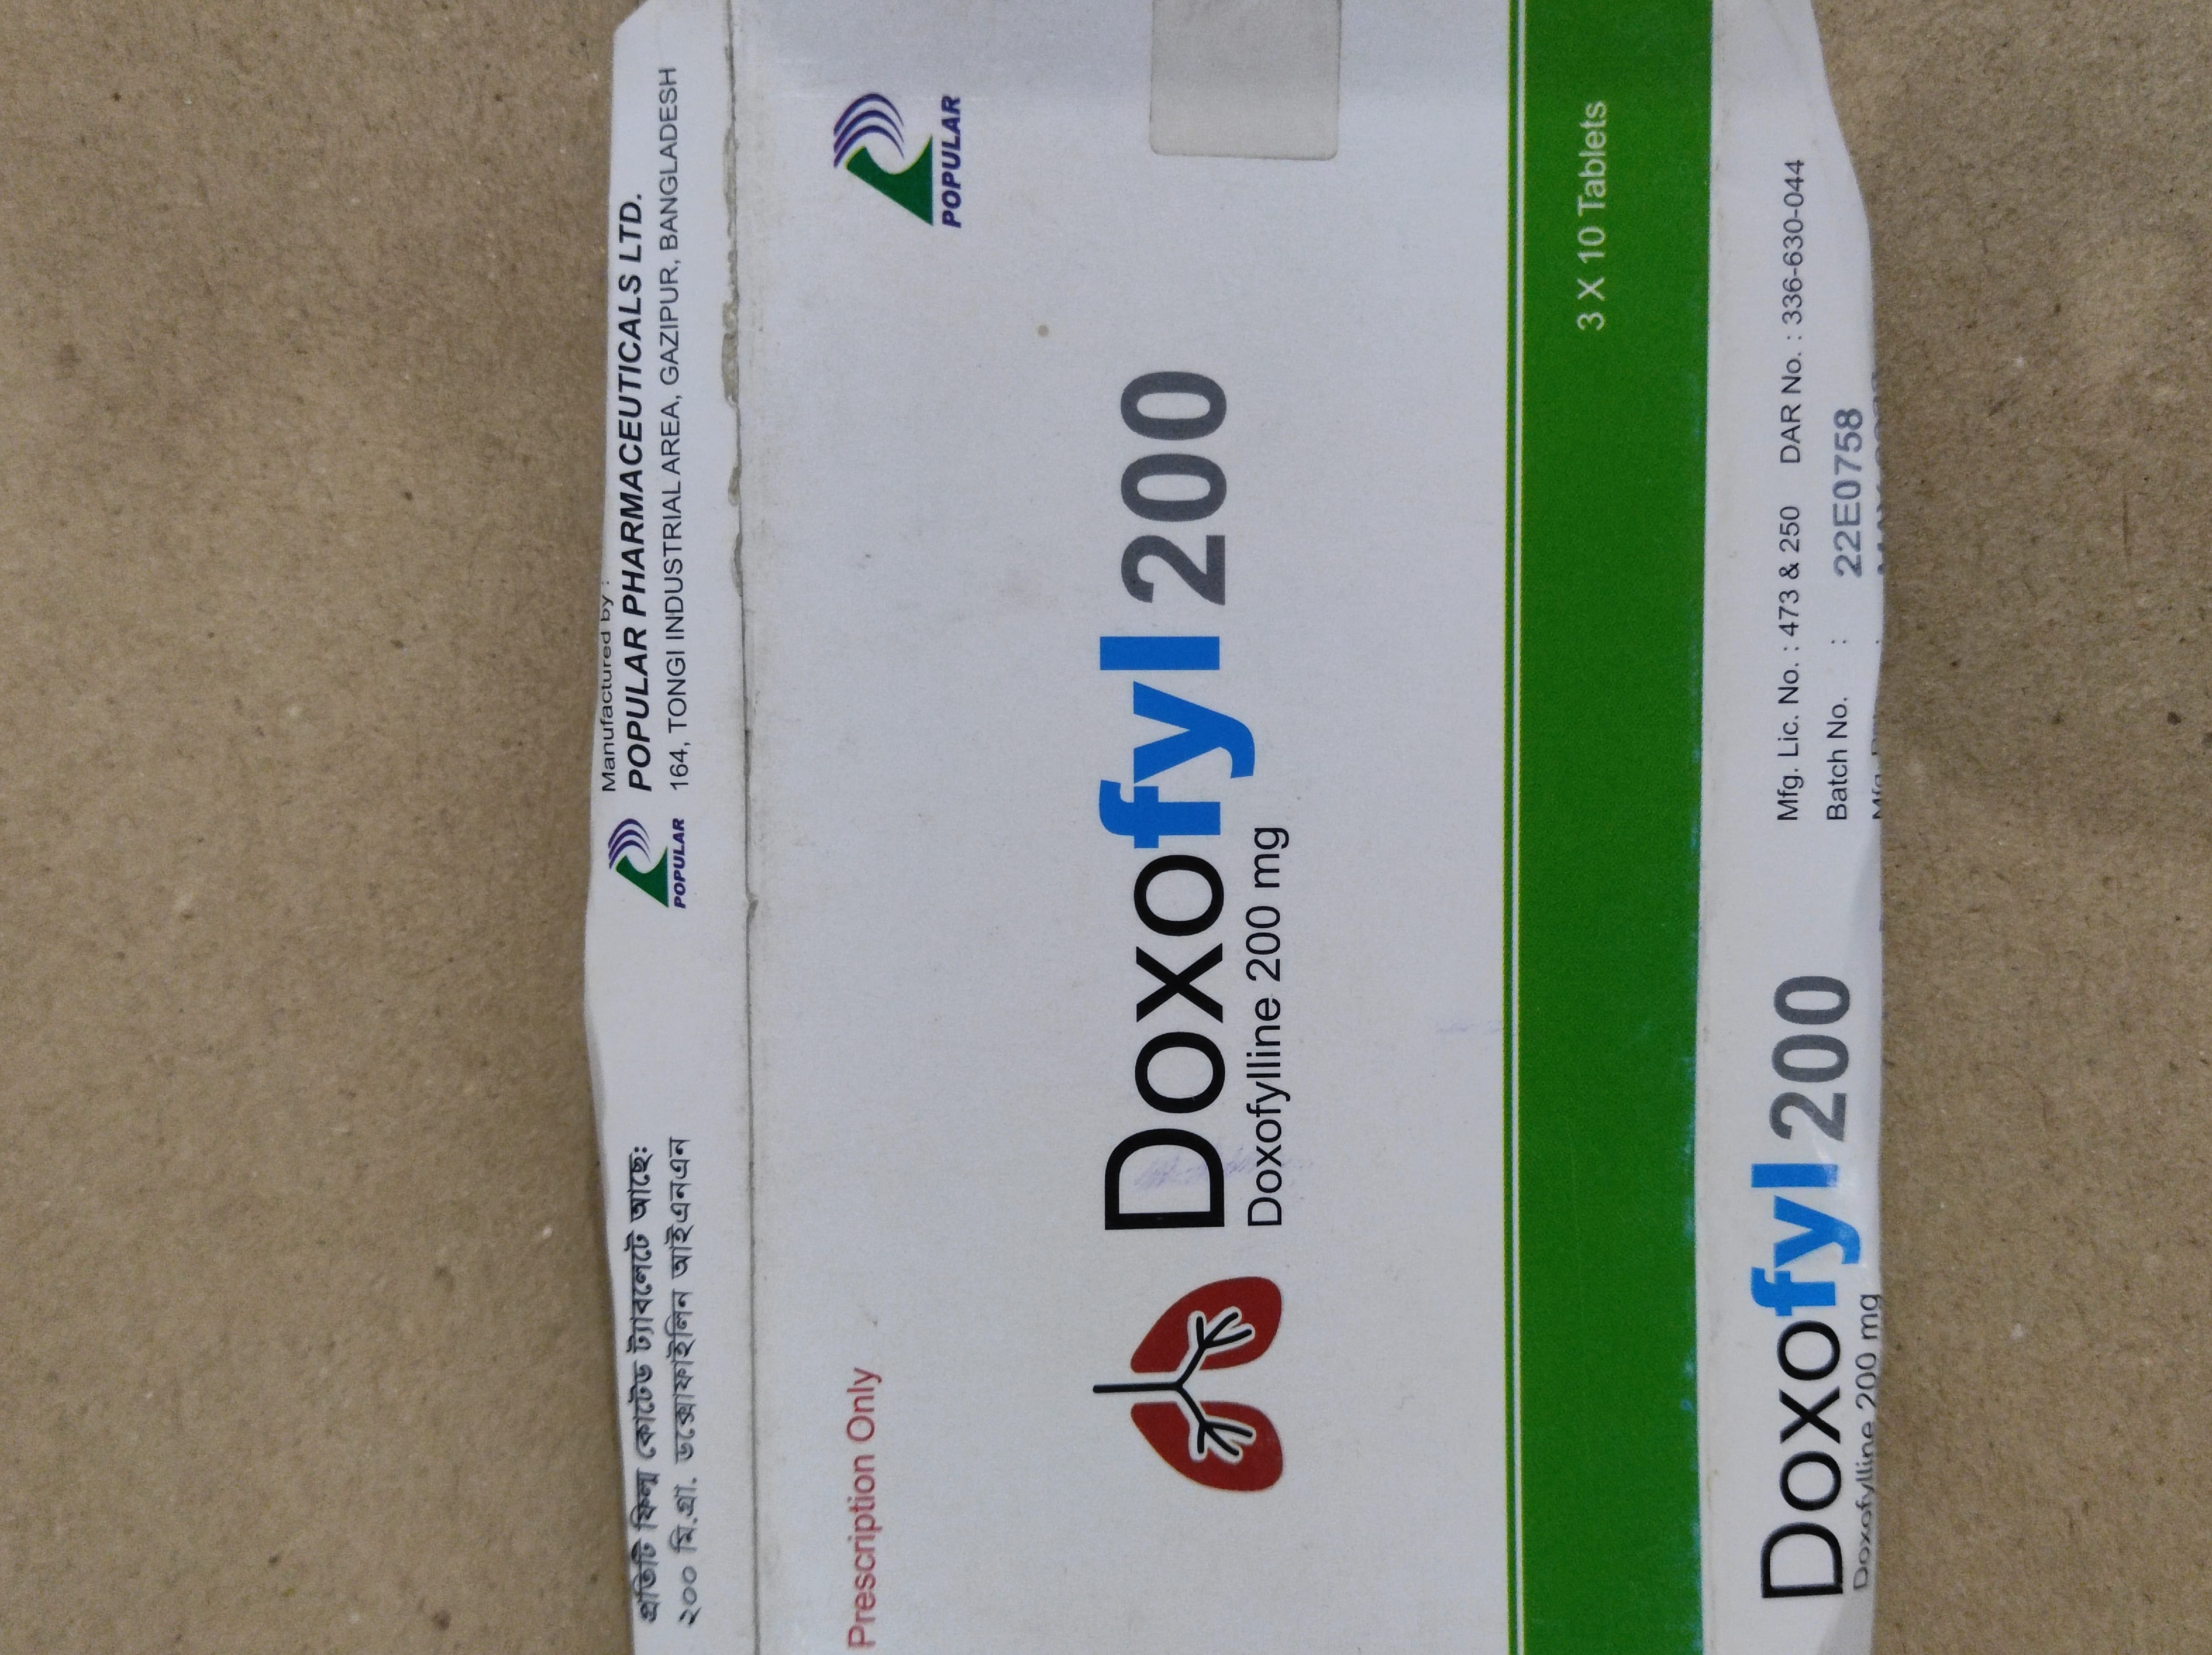 প্রতিটি ফিল্ম কোটেড ট্যাবলেটে আছে:
২০০ মি.গ্রা. ডক্সোফাইলিন আইএনএন
POPULAR
Manufactured by :
POPULAR PHARMACEUTICALS LTD.
164, TONGI INDUSTRIAL AREA, GAZIPUR, BANGLADESH
Prescription Only
POPULAR
Doxofyl 200
Doxofylline 200 mg
3 X 10 Tablets
Doxofyl 200
Doxofylline 200 mg
Mfg. Lic. No. : 473 & 250 DAR No. : 336-630-044
Batch No. : 22E0758